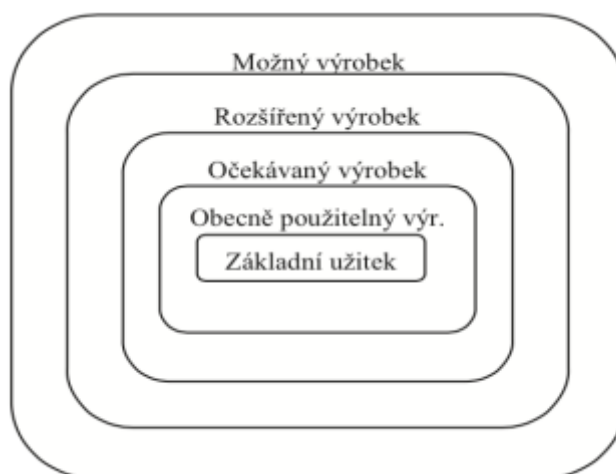 Možný výrobek
Rozšířený výrobek
Očekávaný výrobek
Obecně použitelný výr.
Základní užitek